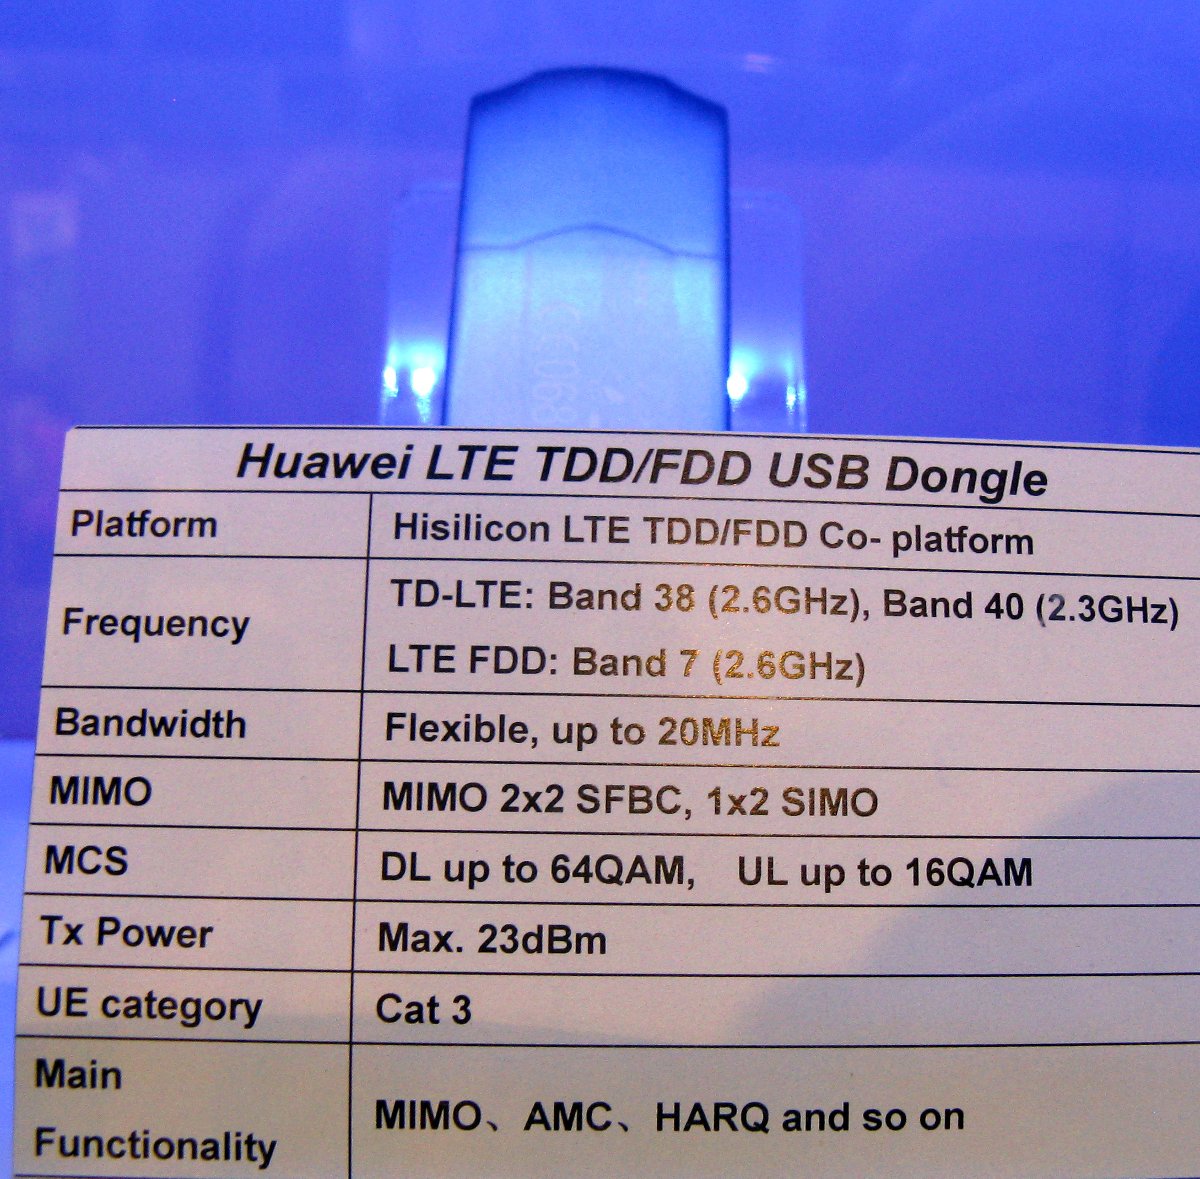 CE068
Huawei LTE TDD/FDD USB Dongle
Platform
Hisilicon LTE TDD/FDD Co- platform
Frequency
TD-LTE: Band 38 (2.6GHz), Band 40 (2.3GHz)
LTE FDD: Band 7 (2.6GHz)
Bandwidth
Flexible, up to 20MHz
MIMO
MIMO 2x2 SFBC, 1x2 SIMO
MCS
DL up to 64QAM, UL up to 16QAM
Tx Power
Max. 23dBm
UE category
Cat 3
Main
Functionality
MIMO、AMC、HARQ and so on